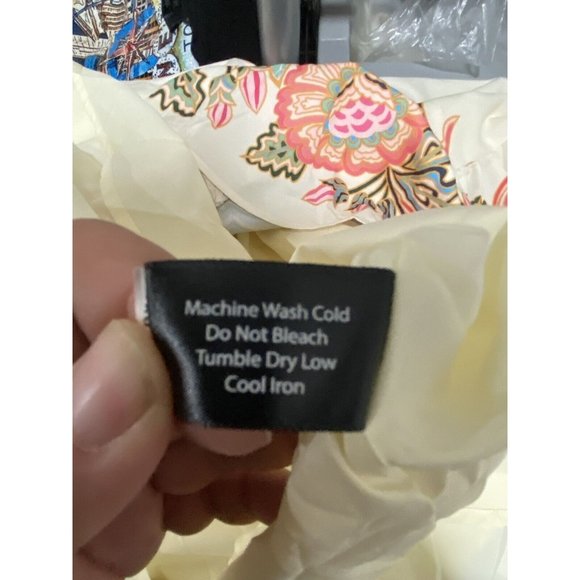 Machine Wash Cold
Do Not Bleach
Tumble Dry Low
Cool Iron